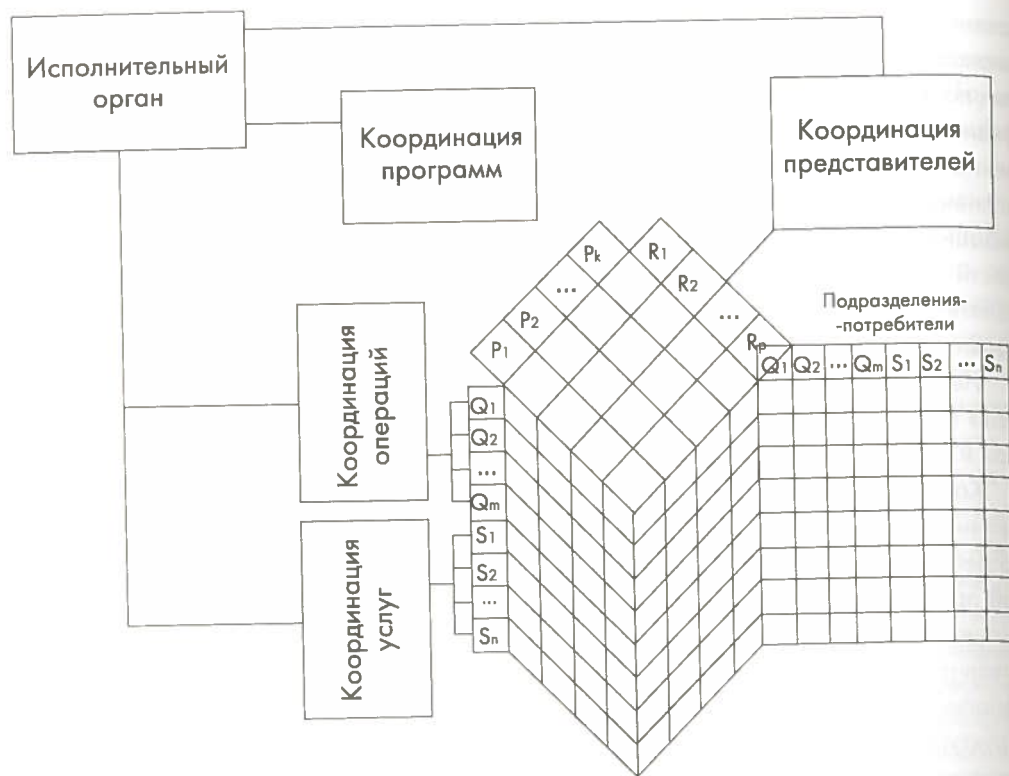 Исполнительный
орган
Координация
программ
Координация
представителей
Pk
...
P2
P1
R1
R2
...
Rp
Подразделения-
-потребители
Q1 Q2 ... Qm S1 S2 ... Sn
Координация
операций
Q1
Q2
...
Qm
Координация
услуг
S1
S2
...
Sn